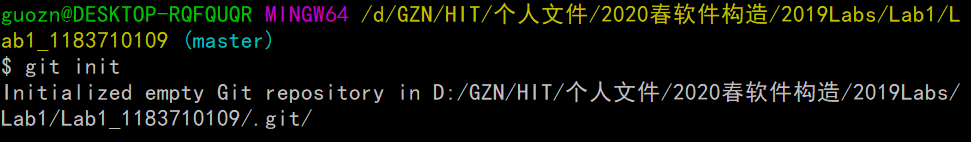 guozn@DESKTOP-RQFQUQR MINGW64 /d/GZN/HIT/个人文件/2020春软件构造/2019Labs/Lab1/L
ab1_1183710109 (master)
$ git init
Initialized empty Git repository in D:/GZN/HIT/个人文件/2020春软件构造/2019Labs/
Lab1/Lab1_1183710109/.git/